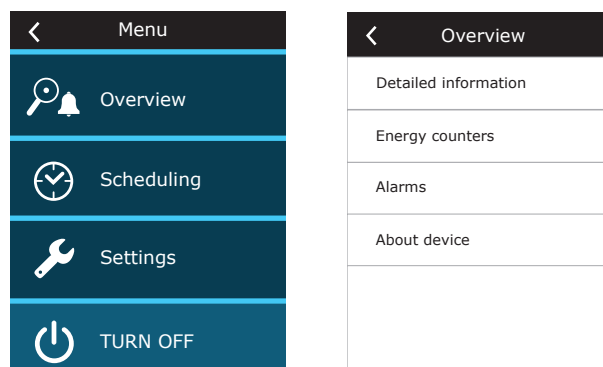 Menu
Overview
Scheduling
Settings
TURN OFF
Overview
Detailed information
Energy counters
Alarms
About device